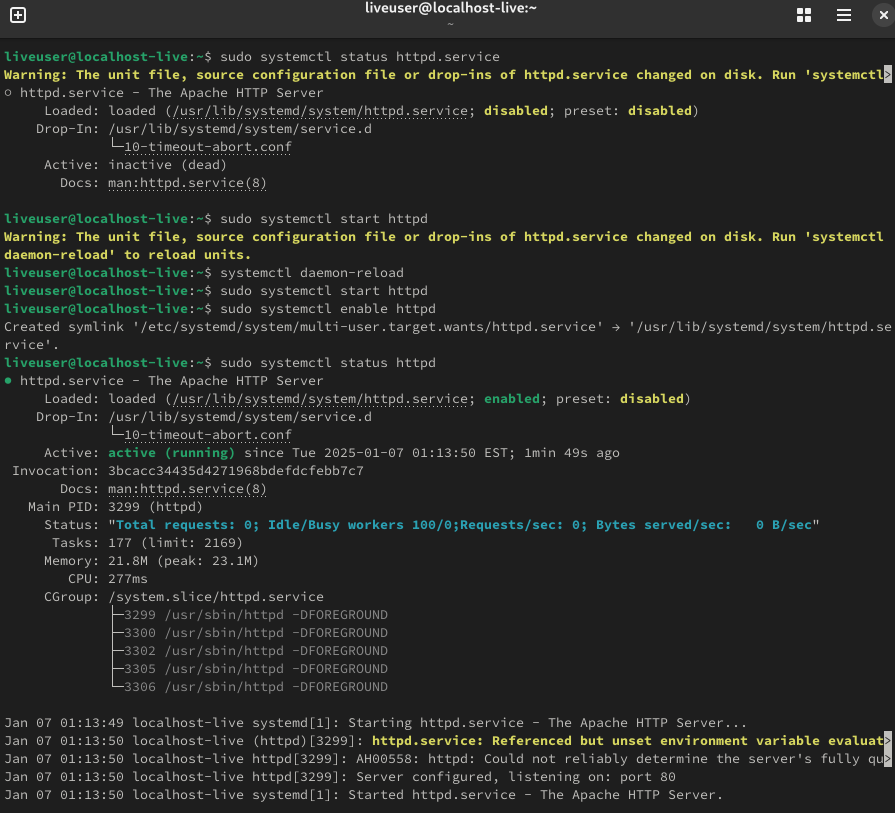 liveuser@localhost-live:~
~
liveuser@localhost-live:~$ sudo systemctl status httpd.service
Warning: The unit file, source configuration file or drop-ins of httpd.service changed on disk. Run 'systemctl>
○ httpd.service - The Apache HTTP Server
     Loaded: loaded (/usr/lib/systemd/system/httpd.service; disabled; preset: disabled)
    Drop-In: /usr/lib/systemd/system/service.d
             └─10-timeout-abort.conf
     Active: inactive (dead)
       Docs: man:httpd.service(8)
liveuser@localhost-live:~$ sudo systemctl start httpd
Warning: The unit file, source configuration file or drop-ins of httpd.service changed on disk. Run 'systemctl
daemon-reload' to reload units.
liveuser@localhost-live:~$ systemctl daemon-reload
liveuser@localhost-live:~$ sudo systemctl start httpd
liveuser@localhost-live:~$ sudo systemctl enable httpd
Created symlink '/etc/systemd/system/multi-user.target.wants/httpd.service' → '/usr/lib/systemd/system/httpd.se
rvice'.
liveuser@localhost-live:~$ sudo systemctl status httpd
● httpd.service - The Apache HTTP Server
     Loaded: loaded (/usr/lib/systemd/system/httpd.service; enabled; preset: disabled)
    Drop-In: /usr/lib/systemd/system/service.d
             └─10-timeout-abort.conf
     Active: active (running) since Tue 2025-01-07 01:13:50 EST; 1min 49s ago
 Invocation: 3bcacc34435d4271968bdefdcfebb7c7
       Docs: man:httpd.service(8)
   Main PID: 3299 (httpd)
     Status: "Total requests: 0; Idle/Busy workers 100/0;Requests/sec: 0; Bytes served/sec:   0 B/sec"
      Tasks: 177 (limit: 2169)
     Memory: 21.8M (peak: 23.1M)
        CPU: 277ms
     CGroup: /system.slice/httpd.service
             ├─3299 /usr/sbin/httpd -DFOREGROUND
             ├─3300 /usr/sbin/httpd -DFOREGROUND
             ├─3302 /usr/sbin/httpd -DFOREGROUND
             ├─3305 /usr/sbin/httpd -DFOREGROUND
             └─3306 /usr/sbin/httpd -DFOREGROUND
Jan 07 01:13:49 localhost-live systemd[1]: Starting httpd.service - The Apache HTTP Server...
Jan 07 01:13:50 localhost-live (httpd)[3299]: httpd.service: Referenced but unset environment variable evaluat>
Jan 07 01:13:50 localhost-live httpd[3299]: AH00558: httpd: Could not reliably determine the server's fully qu>
Jan 07 01:13:50 localhost-live httpd[3299]: Server configured, listening on: port 80
Jan 07 01:13:50 localhost-live systemd[1]: Started httpd.service - The Apache HTTP Server.